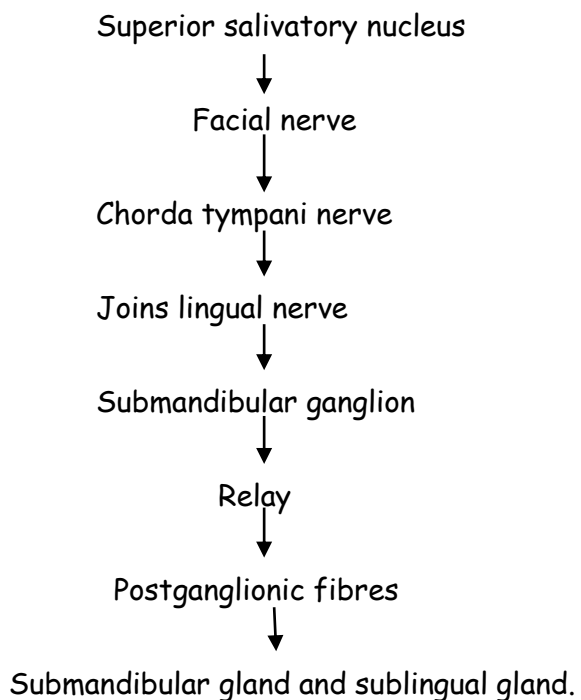 Superior salivatory nucleus
Facial nerve
Chorda tympani nerve
Joins lingual nerve
Submandibular ganglion
Relay
Postganglionic fibres
Submandibular gland and sublingual gland.